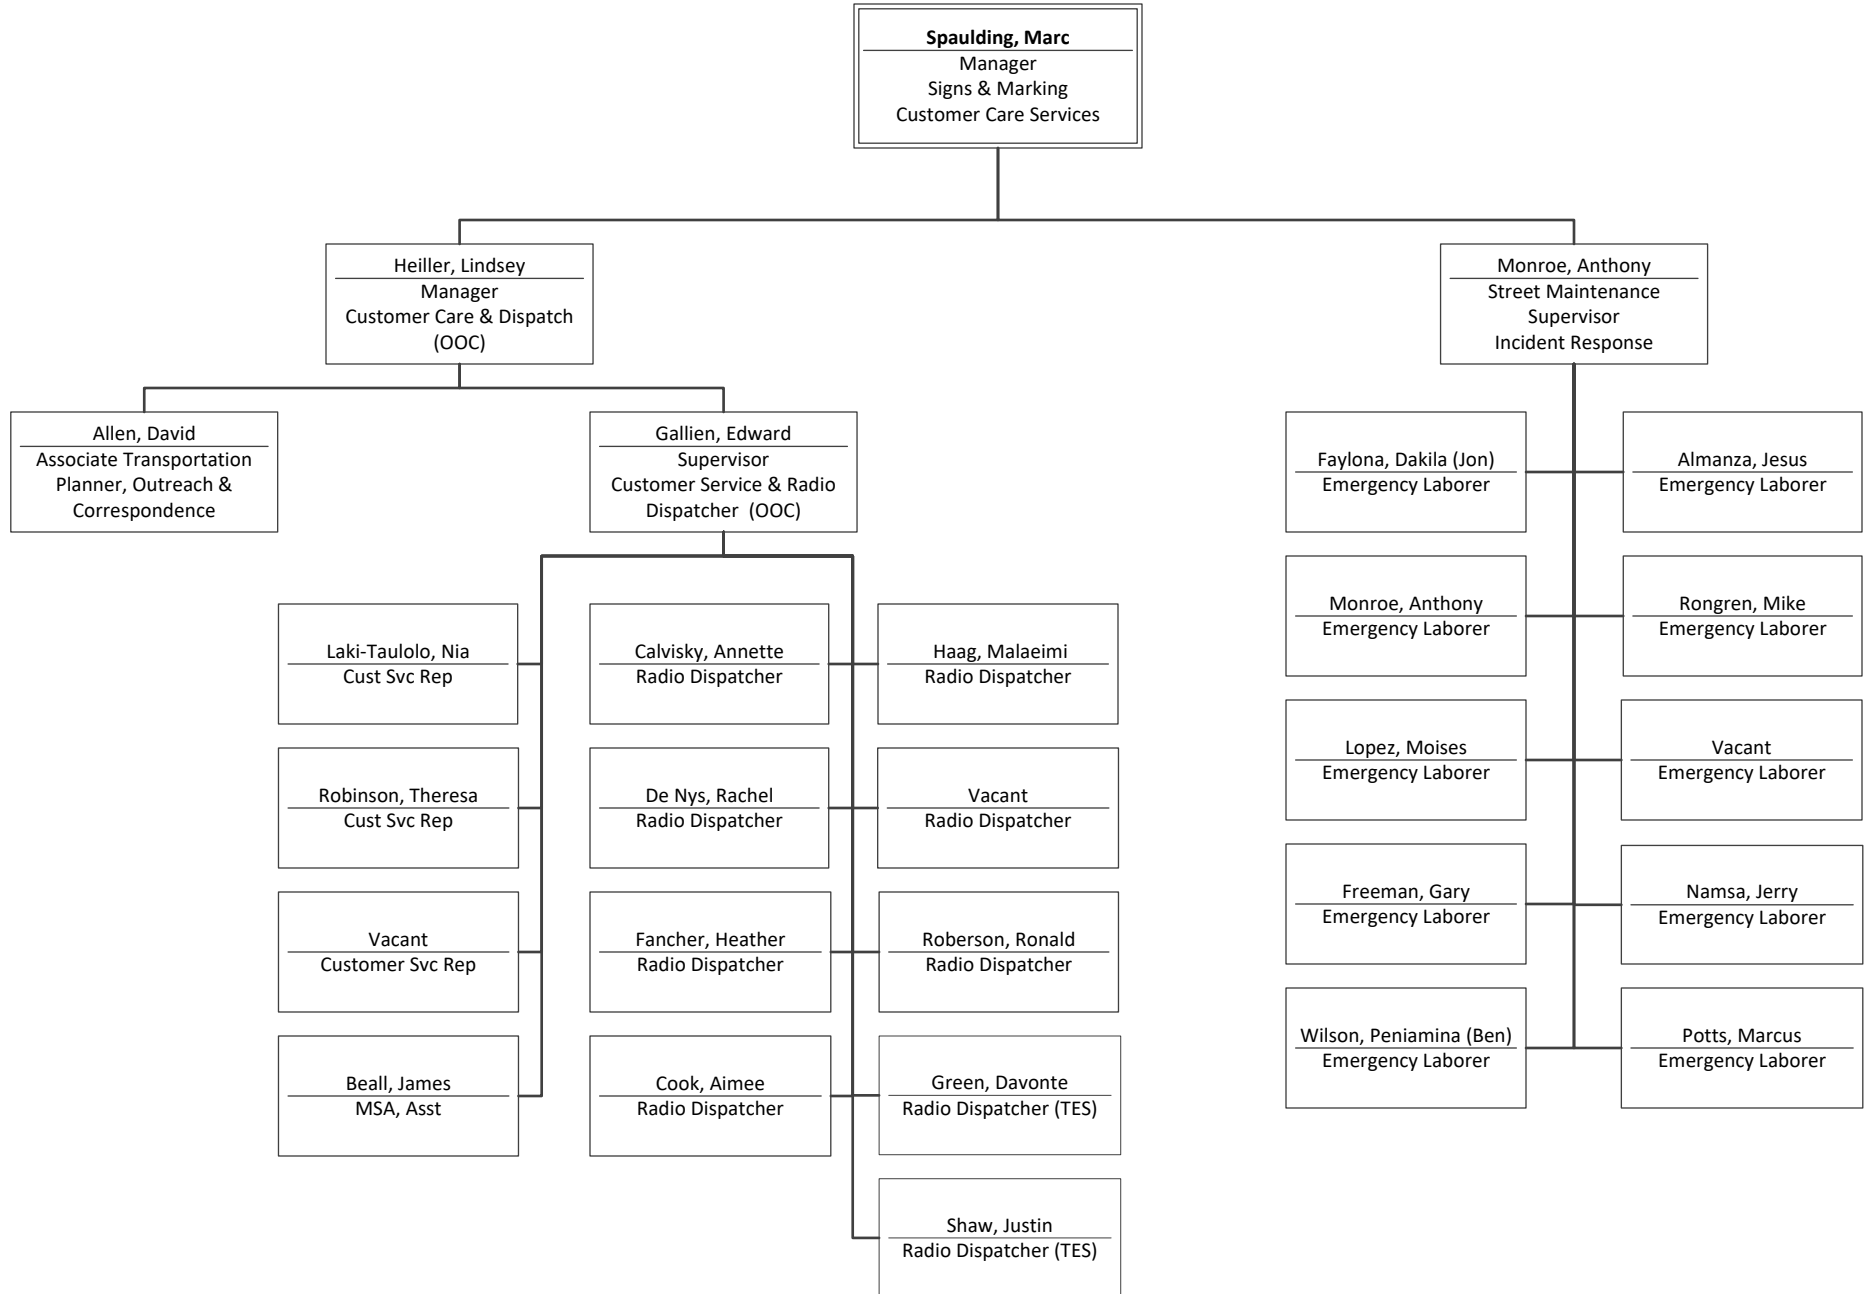 Spaulding, Marc
Manager
Signs & Marking
Customer Care Services
Heiller, Lindsey
Manager
Customer Care & Dispatch
(OOC)
Monroe, Anthony
Street Maintenance
Supervisor
Incident Response
Allen, David
Associate Transportation
Planner, Outreach &
Correspondence
Gallien, Edward
Supervisor
Customer Service & Radio
Dispatcher (OOC)
Laki-Taulolo, Nia
Cust Svc Rep
Robinson, Theresa
Cust Svc Rep
Vacant
Customer Svc Rep
Beall, James
MSA, Asst
Calvisky, Annette
Radio Dispatcher
De Nys, Rachel
Radio Dispatcher
Fancher, Heather
Radio Dispatcher
Cook, Aimee
Radio Dispatcher
Haag, Malaeimi
Radio Dispatcher
Vacant
Radio Dispatcher
Roberson, Ronald
Radio Dispatcher
Green, Davonte
Radio Dispatcher (TES)
Shaw, Justin
Radio Dispatcher (TES)
Faylona, Dakila (Jon)
Emergency Laborer
Monroe, Anthony
Emergency Laborer
Lopez, Moises
Emergency Laborer
Freeman, Gary
Emergency Laborer
Wilson, Peniamina (Ben)
Emergency Laborer
Almanza, Jesus
Emergency Laborer
Rongren, Mike
Emergency Laborer
Vacant
Emergency Laborer
Namsa, Jerry
Emergency Laborer
Potts, Marcus
Emergency Laborer